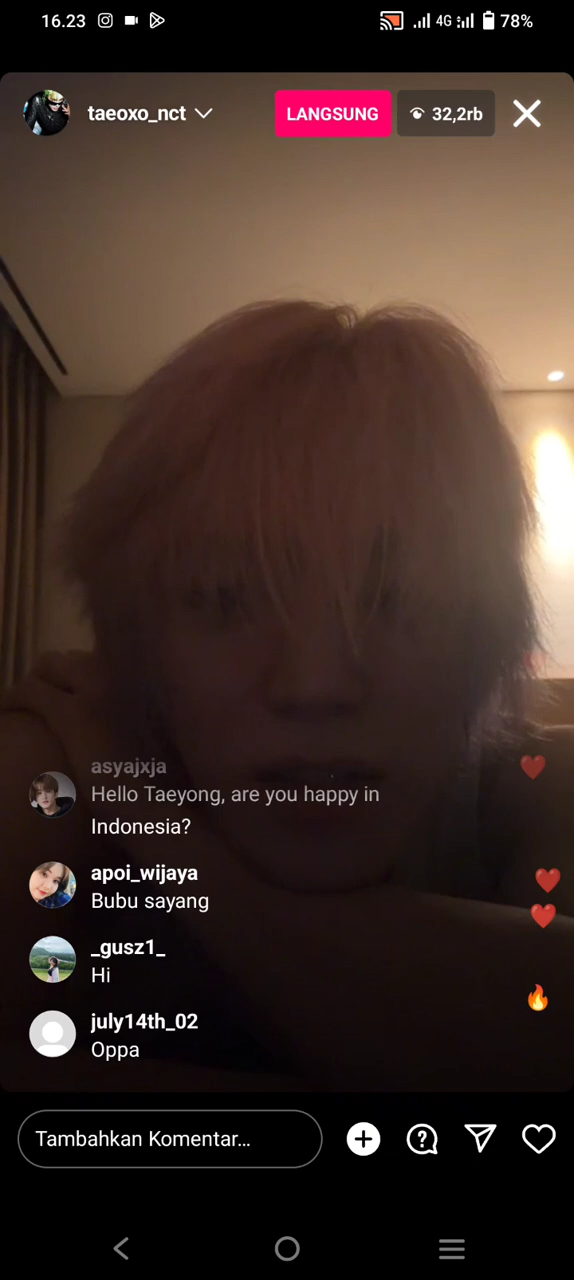 16.23 4G 78%
taeoxo_nct LANGSUNG 32,2rb
asyajxja
Hello Taeyong, are you happy in
Indonesia?
apoi_wijaya
Bubu sayang
_gusz1_
Hi
july14th_02
Oppa
Tambahkan Komentar...